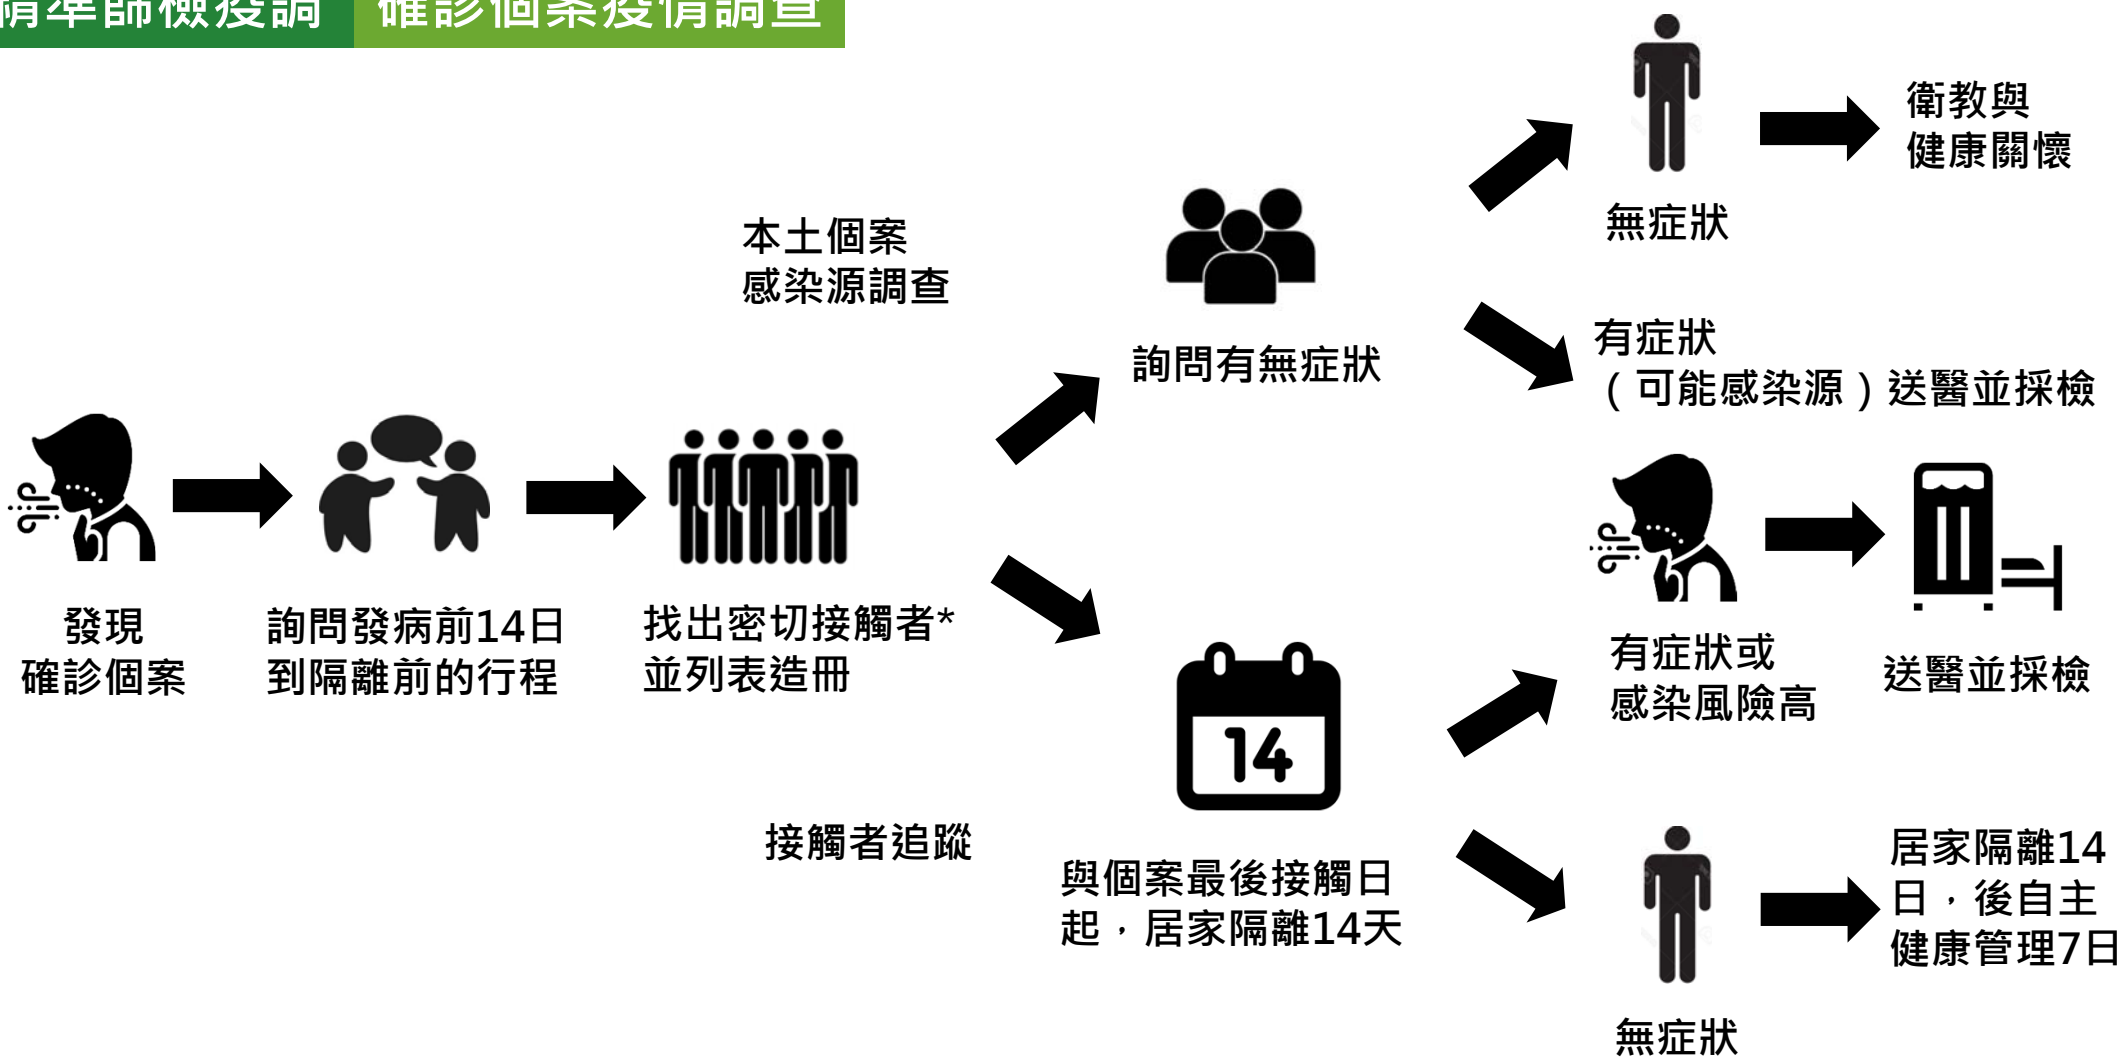 精準師檢疫調
確診個案疫情調查
發現
確診個案
詢問發病前14日
到隔離前的行程
找出密切接觸者*
並列表造冊
本土個案
感染源調查
詢問有無症狀
無症狀
衛教與
健康關懷
有症狀
（可能感染源）送醫並採檢
接觸者追蹤
14
與個案最後接觸日
起，居家隔離14天
有症狀或
感染風險高
送醫並採檢
無症狀
居家隔離14
日，後自主
健康管理7日